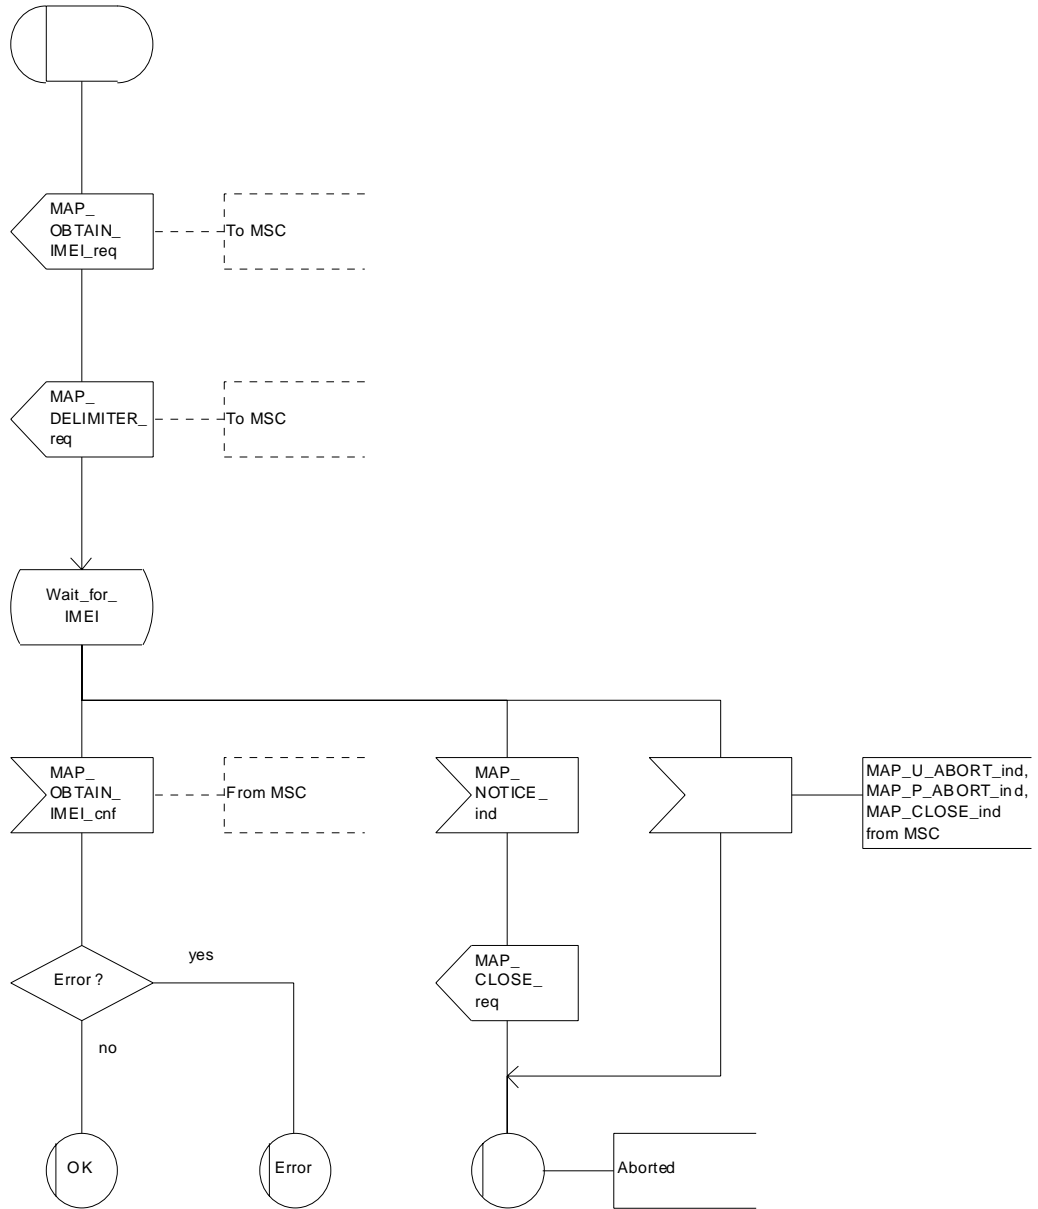 MAP_
OBTAIN_
IMEI_req
To MSC
MAP_
DELIMITER_
req
To MSC
Wait_for_
IMEI
MAP_
OBTAIN_
IMEI_cnf
From MSC
MAP_
NOTICE_
ind
MAP_U_ABORT_ind,
MAP_P_ABORT_ind,
MAP_CLOSE_ind
from MSC
Error ?
yes
no
MAP_
CLOSE_
req
OK
Error
Aborted